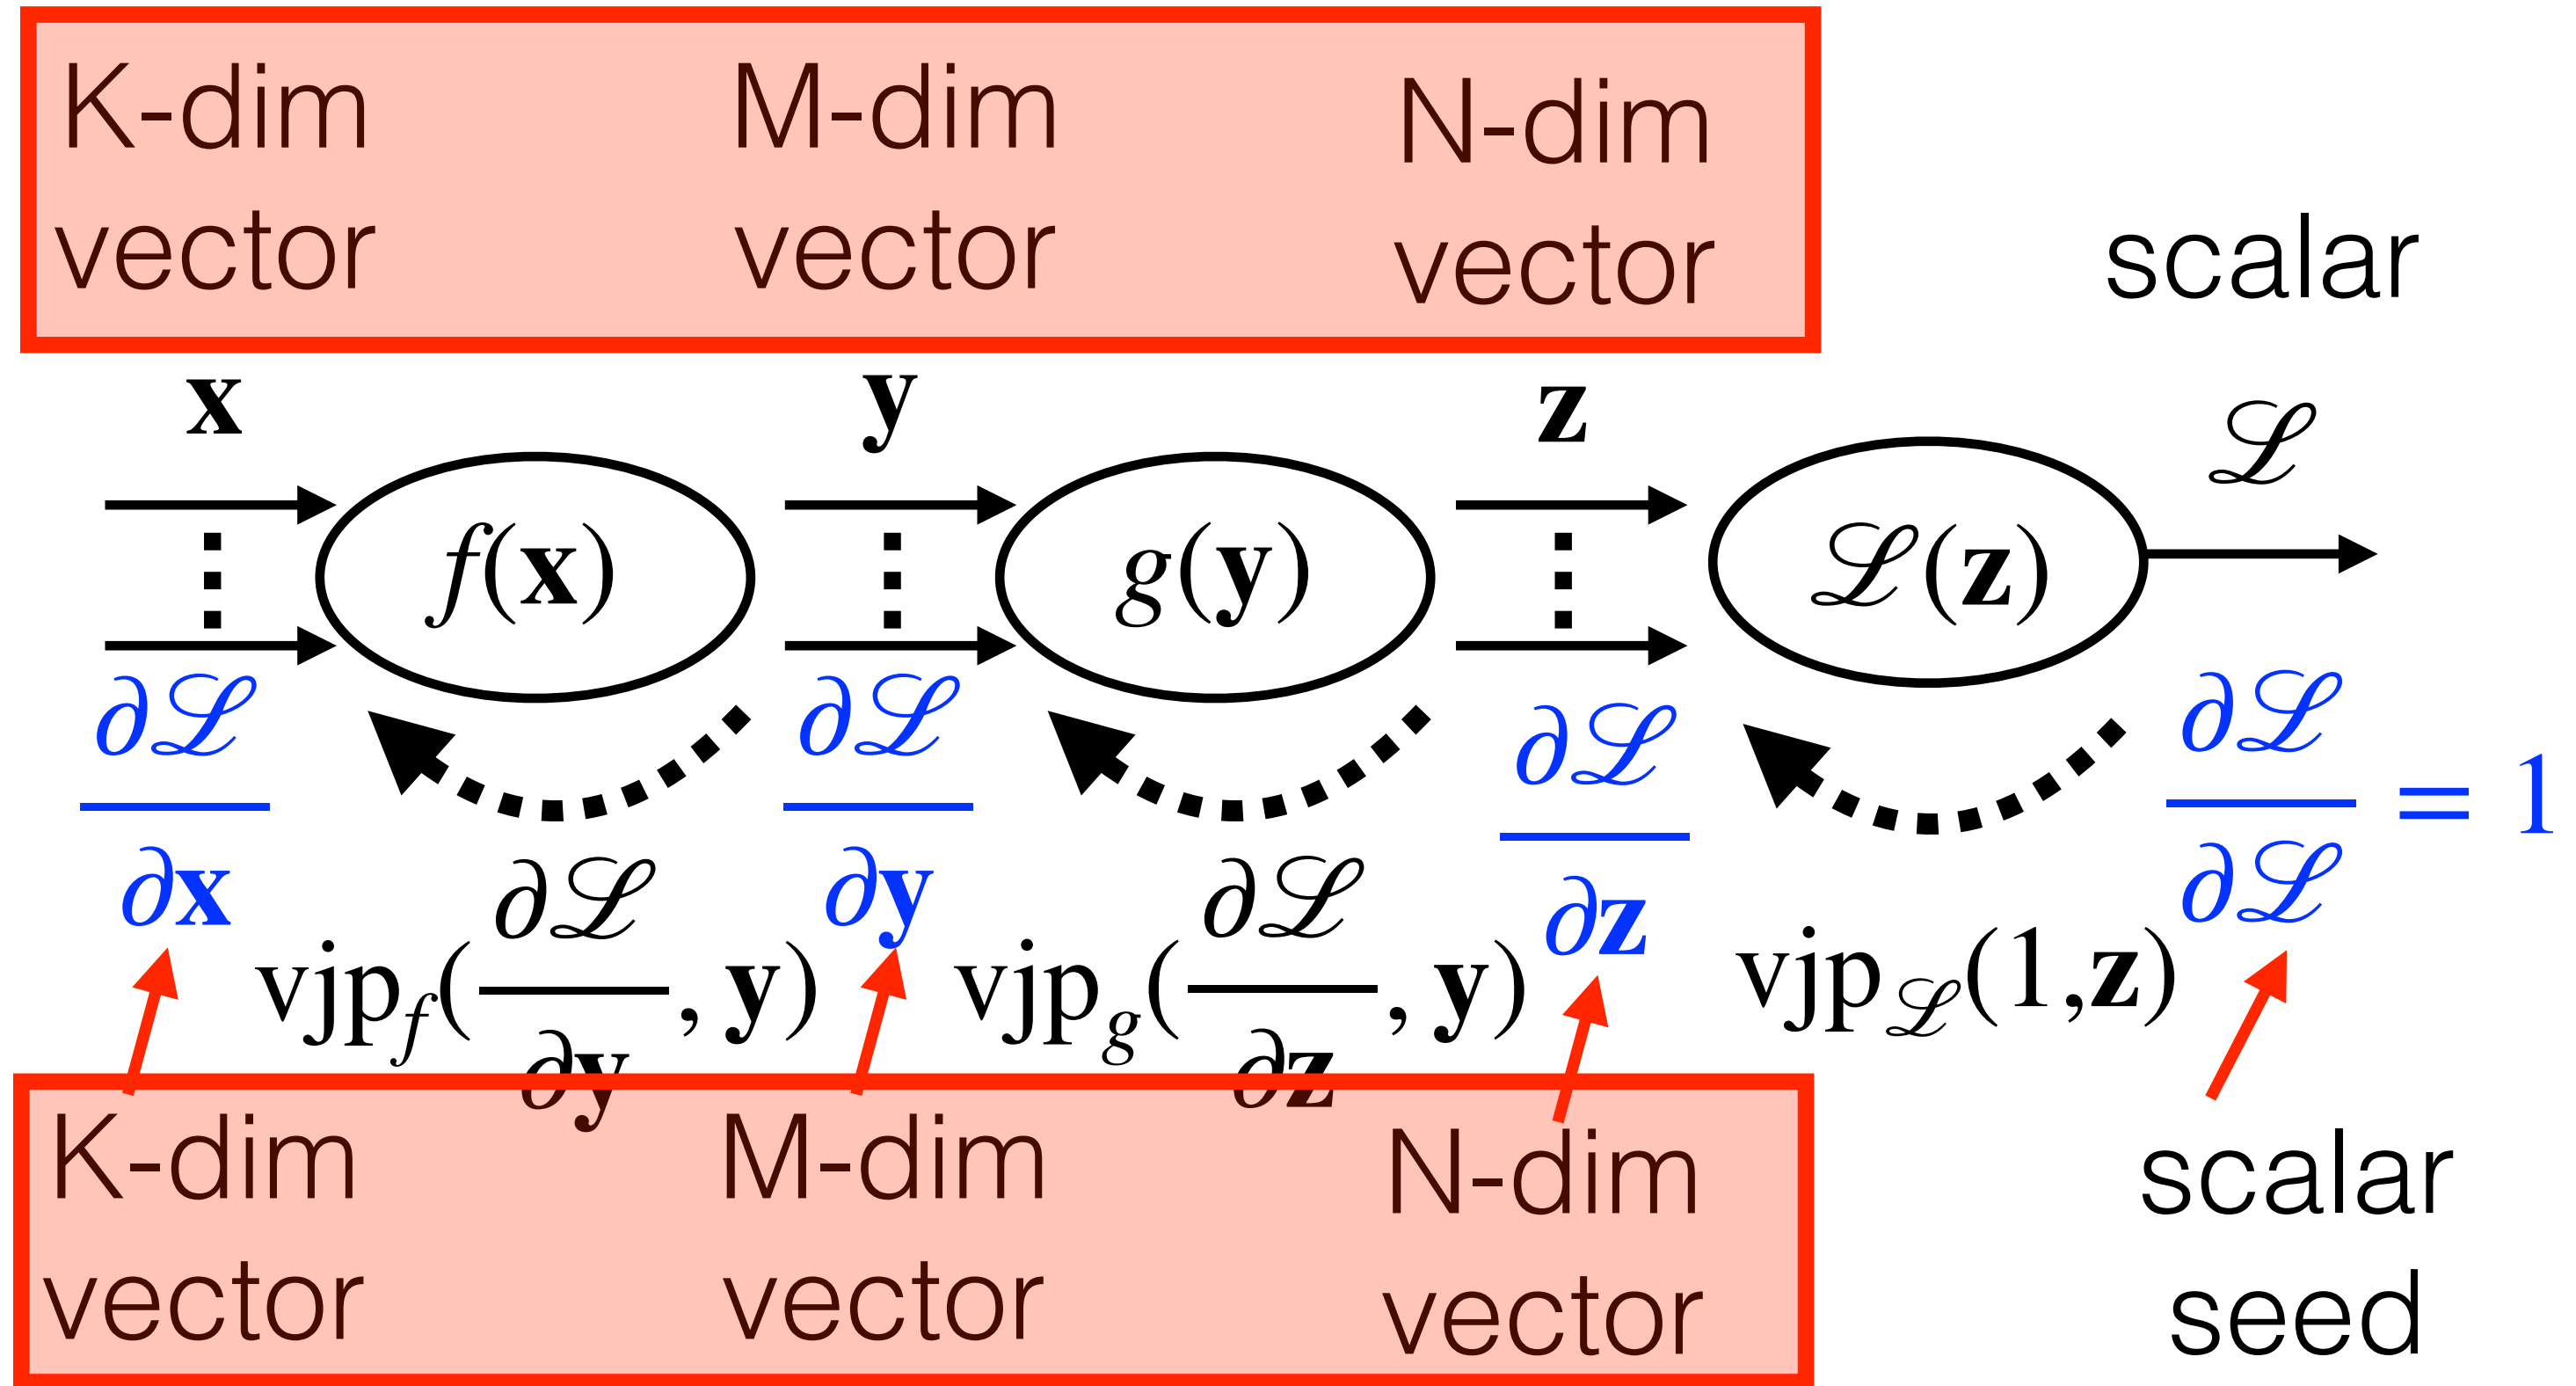 K-dim M-dim N-dim
vector vector vector scalar
x y z ℒ
f(x) g(y) ℒ(z)
∂ℒ/∂x ∂ℒ/∂y ∂ℒ/∂z ∂ℒ/∂ℒ = 1
vjp_f(∂ℒ/∂y, y) vjp_g(∂ℒ/∂z, y) vjp_ℒ(1,z)
K-dim M-dim N-dim scalar
vector vector vector seed